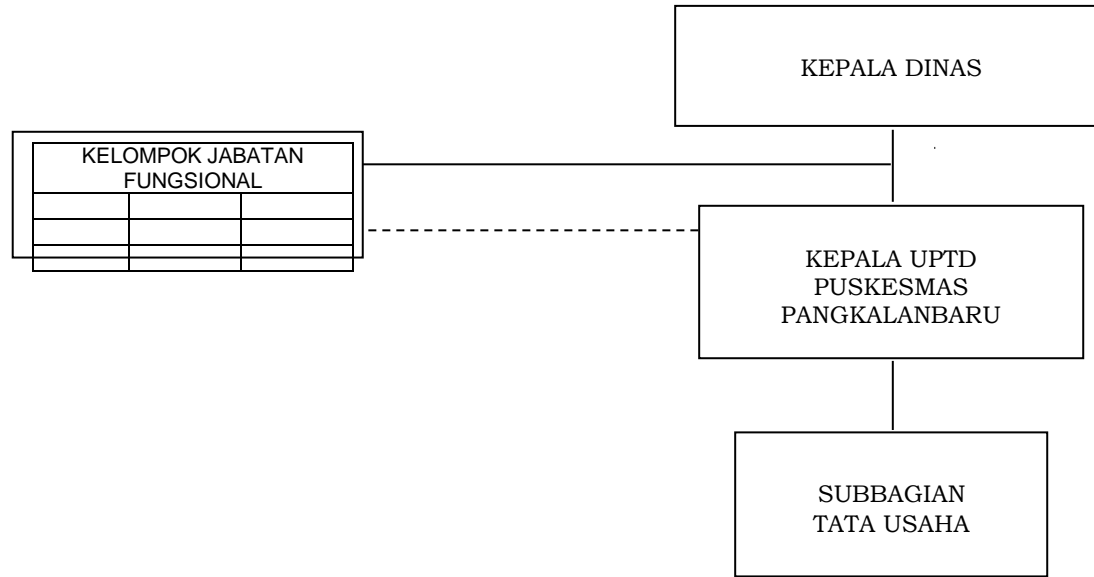 KEPALA DINAS
KELOMPOK JABATAN
FUNGSIONAL
KEPALA UPTD
PUSKESMAS
PANGKALANBARU
SUBBAGIAN
TATA USAHA